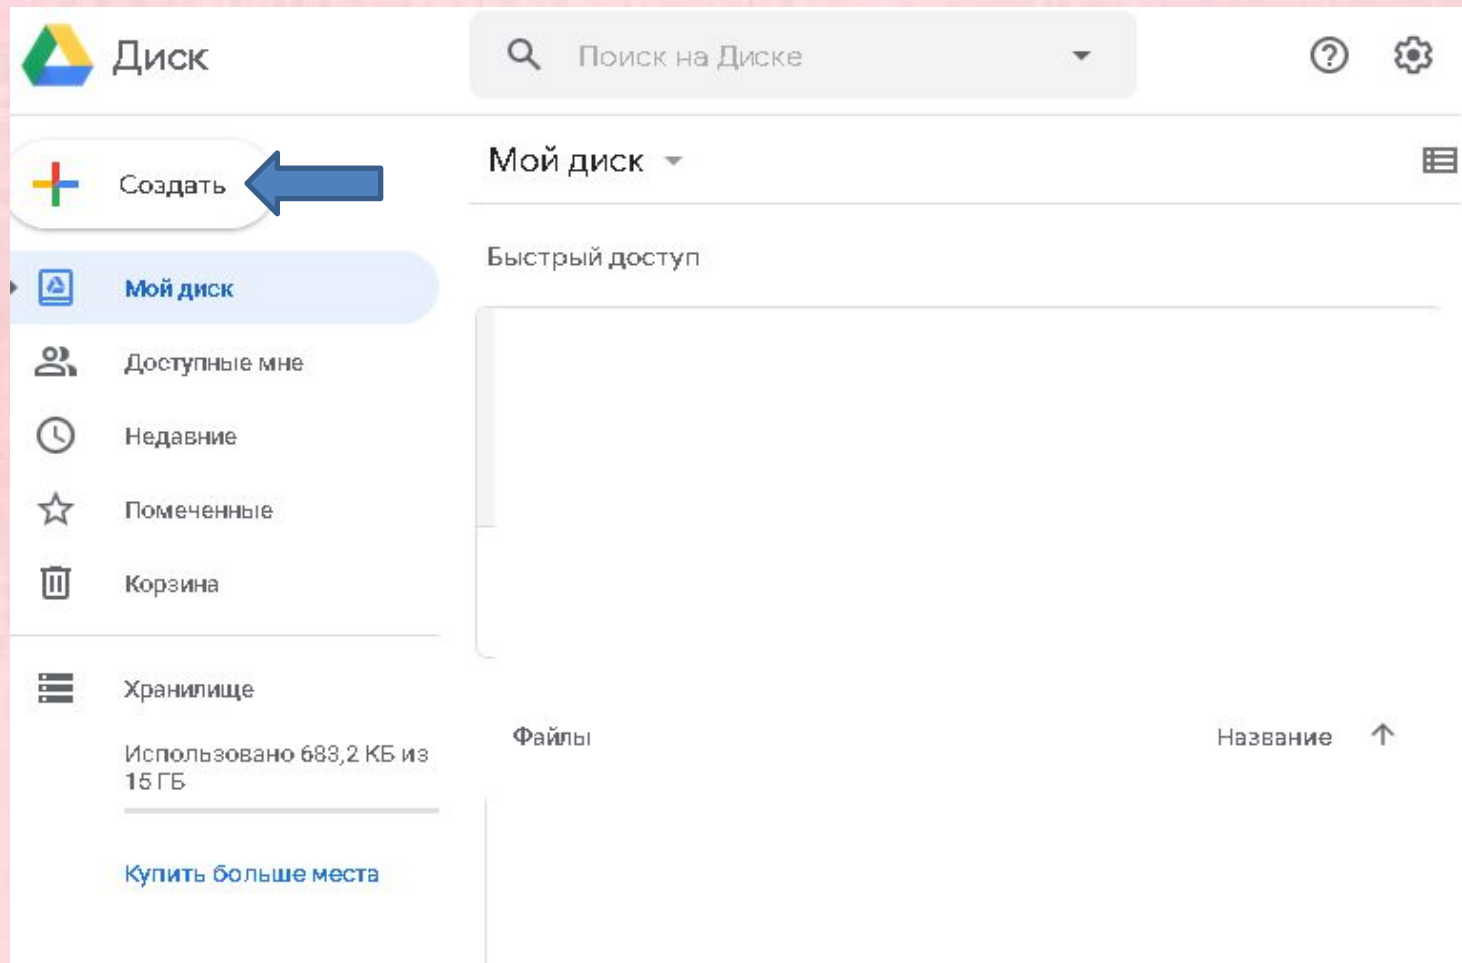 Диск
Поиск на Диске
Создать
Мой диск
Доступные мне
Недавние
Помеченные
Корзина
Хранилище
Использовано 683,2 КБ из
15 ГБ
Купить больше места
Мой диск
Быстрый доступ
Файлы
Название